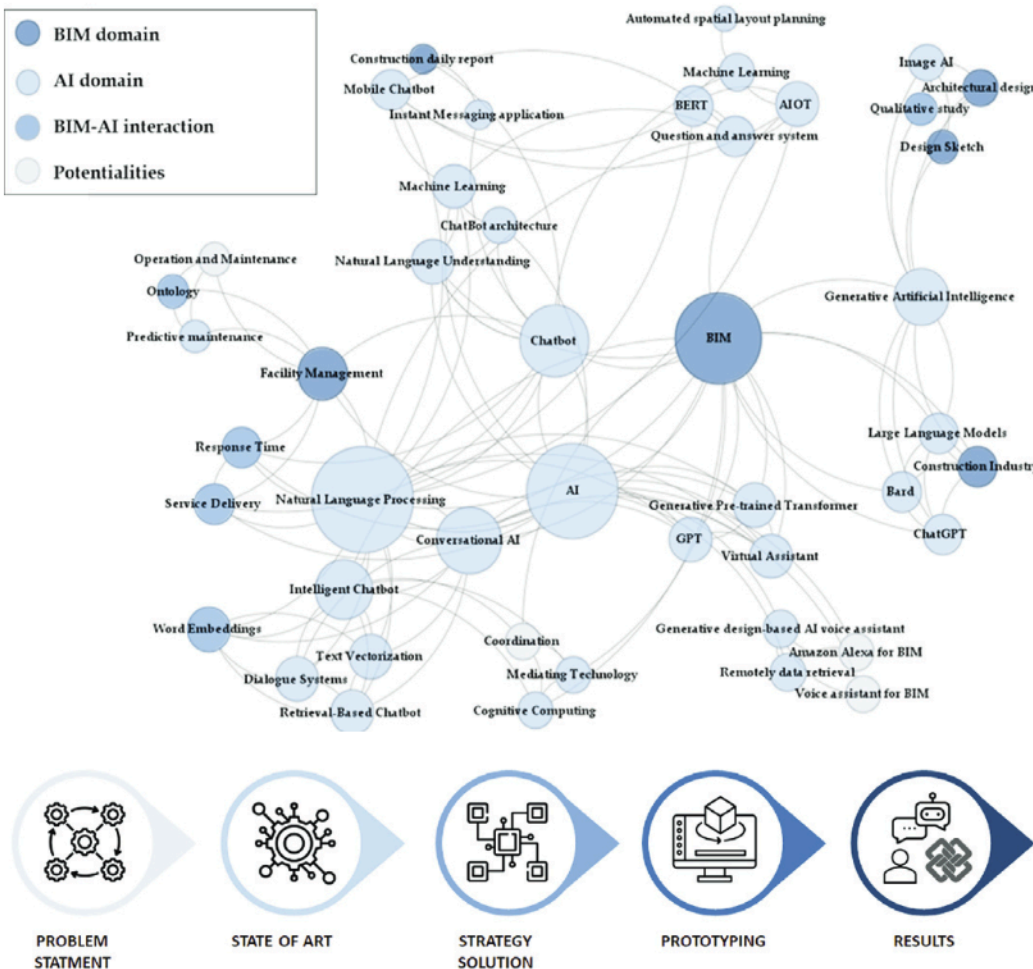 BIM domain
AI domain
BIM-AI interaction
Potentialities
Automated spatial layout planning
Construction daily report
Mobile Chatbot
Instant Messaging application
Machine Learning
BERT
AIOT
Question and answer system
Image AI
Architectural design
Qualitative study
Design Sketch
Machine Learning
ChatBot architecture
Natural Language Understanding
Operation and Maintenance
Ontology
Predictive maintenance
Facility Management
Chatbot
BIM
Generative Artificial Intelligence
Response Time
Service Delivery
Natural Language Processing
AI
Conversational AI
Generative Pre-trained Transformer
GPT
Virtual Assistant
Large Language Models
Construction Industry
Bard
ChatGPT
Intelligent Chatbot
Word Embeddings
Text Vectorization
Dialogue Systems
Retrieval-Based Chatbot
Coordination
Mediating Technology
Cognitive Computing
Generative design-based AI voice assistant
Amazon Alexa for BIM
Remotely data retrieval
Voice assistant for BIM
PROBLEM
STATMENT
STATE OF ART
STRATEGY
SOLUTION
PROTOTYPING
RESULTS